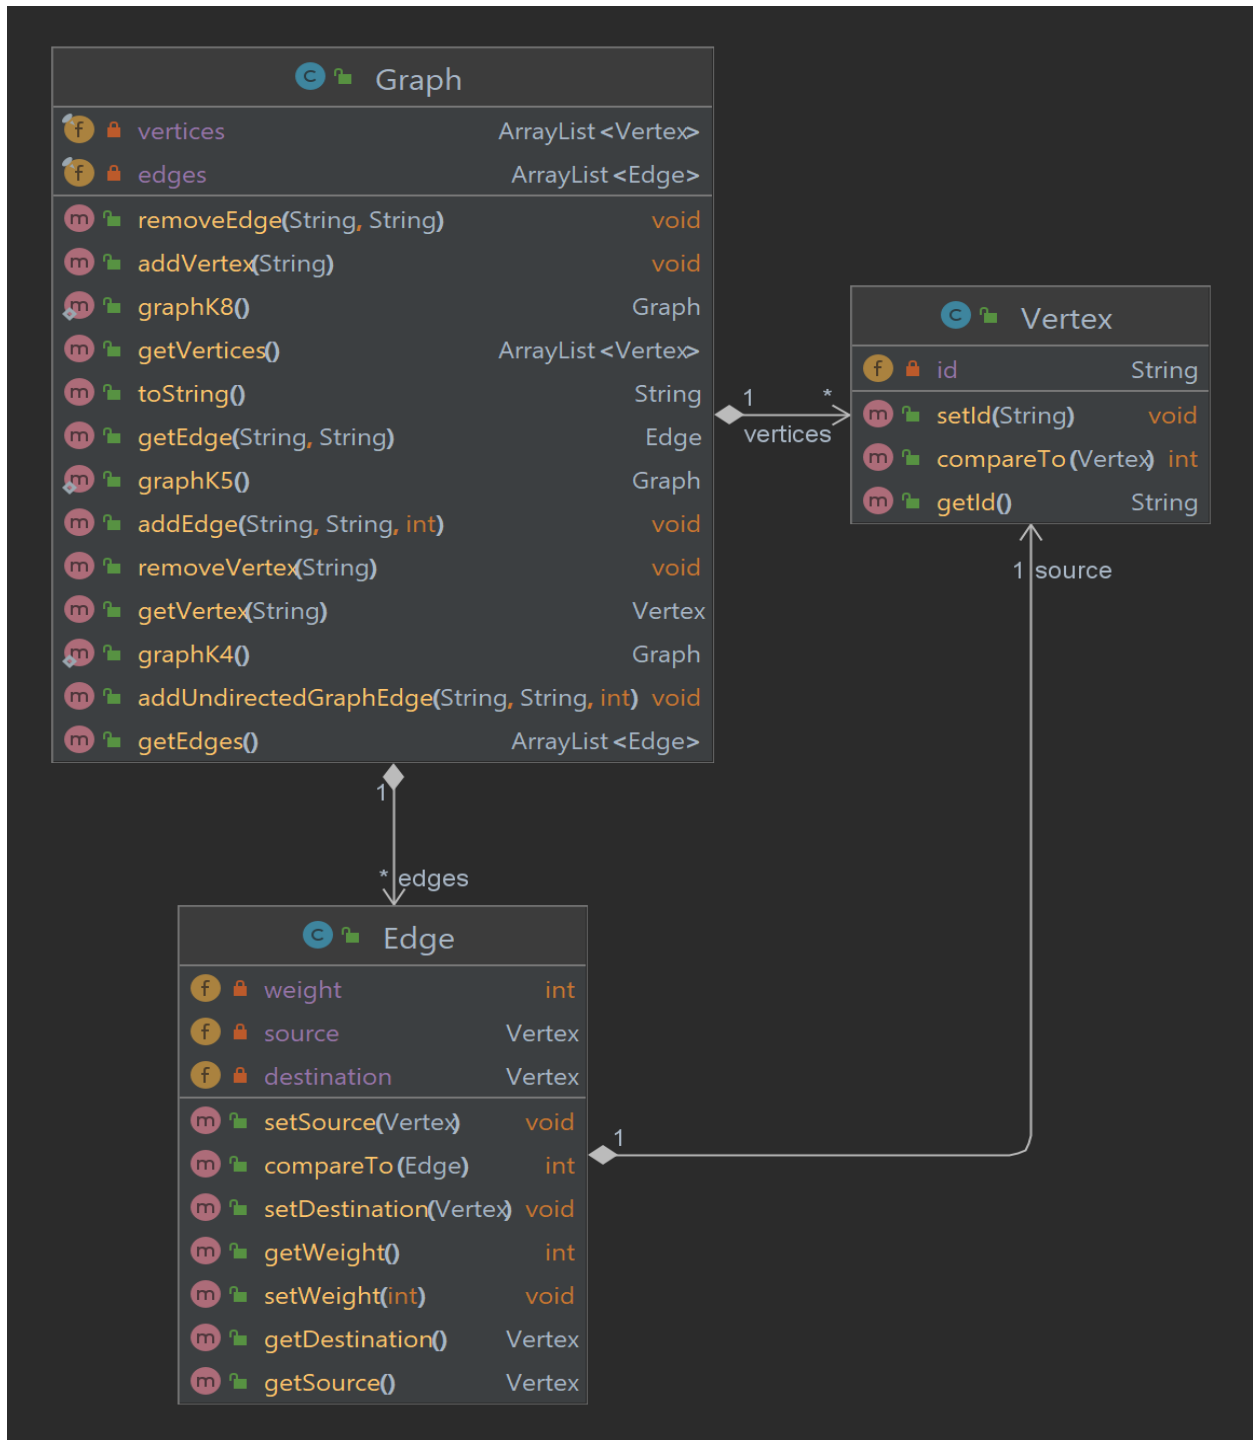 Graph
vertices ArrayList<Vertex>
edges ArrayList<Edge>
removeEdge(String, String) void
addVertex(String) void
graphK8() Graph
getVertices() ArrayList<Vertex>
toString() String
getEdge(String, String) Edge
graphK5() Graph
addEdge(String, String, int) void
removeVertex(String) void
getVertex(String) Vertex
graphK4() Graph
addUndirectedGraphEdge(String, String, int) void
getEdges() ArrayList<Edge>
1 *
vertices
Vertex
id String
setId(String) void
compareTo(Vertex) int
getId() String
1 source
1
* edges
Edge
weight int
source Vertex
destination Vertex
setSource(Vertex) void
compareTo(Edge) int
setDestination(Vertex) void
getWeight() int
setWeight(int) void
getDestination() Vertex
getSource() Vertex
1